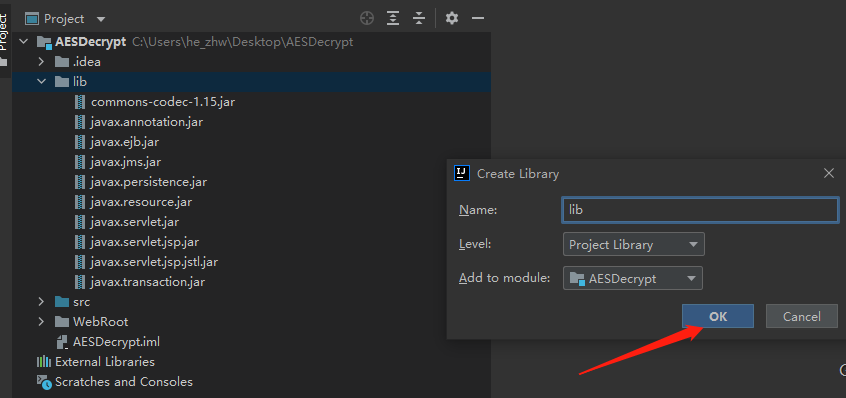 Project
Project
AESDecrypt C:\Users\he_zhw\Desktop\AESDecrypt
.idea
lib
commons-codec-1.15.jar
javax.annotation.jar
javax.ejb.jar
javax.jms.jar
javax.persistence.jar
javax.resource.jar
javax.servlet.jar
javax.servlet.jsp.jar
javax.servlet.jsp.jstl.jar
javax.transaction.jar
src
WebRoot
AESDecrypt.iml
External Libraries
Scratches and Consoles
IJ Create Library
Name: lib
Level: Project Library
Add to module: AESDecrypt
OK Cancel